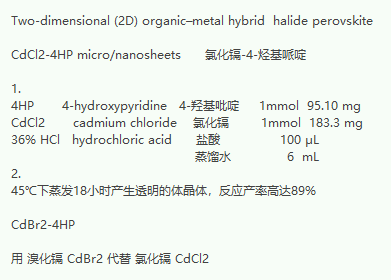 Two-dimensional (2D) organic–metal hybrid halide perovskite
CdCl2-4HP micro/nanosheets 氯化镉-4-烃基哌啶
1.
4HP 4-hydroxypyridine 4-羟基吡啶 1mmol 95.10 mg
CdCl2 cadmium chloride 氯化镉 1mmol 183.3 mg
36% HCl hydrochloric acid 盐酸 100 μL
蒸馏水 6 mL
2.
45℃下蒸发18小时产生透明的体晶体，反应产率高达89%
CdBr2-4HP
用 溴化镉 CdBr2 代替 氯化镉 CdCl2